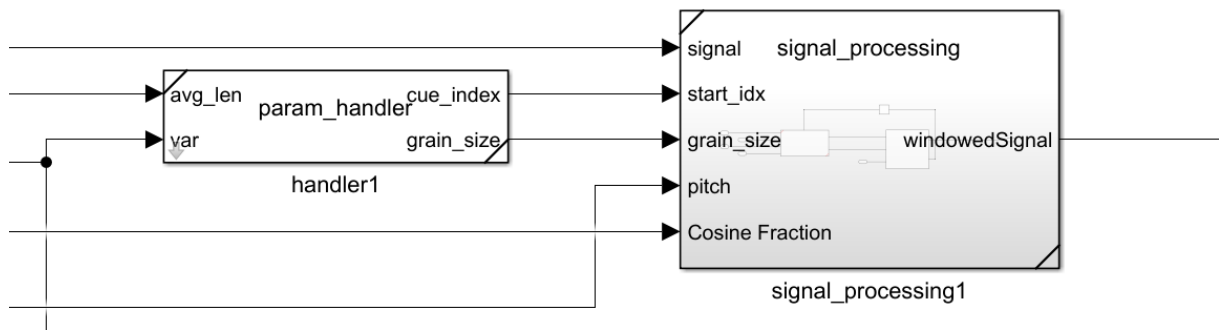 signal
signal_processing
avg_len
cue_index
param_handler
start_idx
var
grain_size
grain_size
windowedSignal
handler1
pitch
Cosine Fraction
signal_processing1